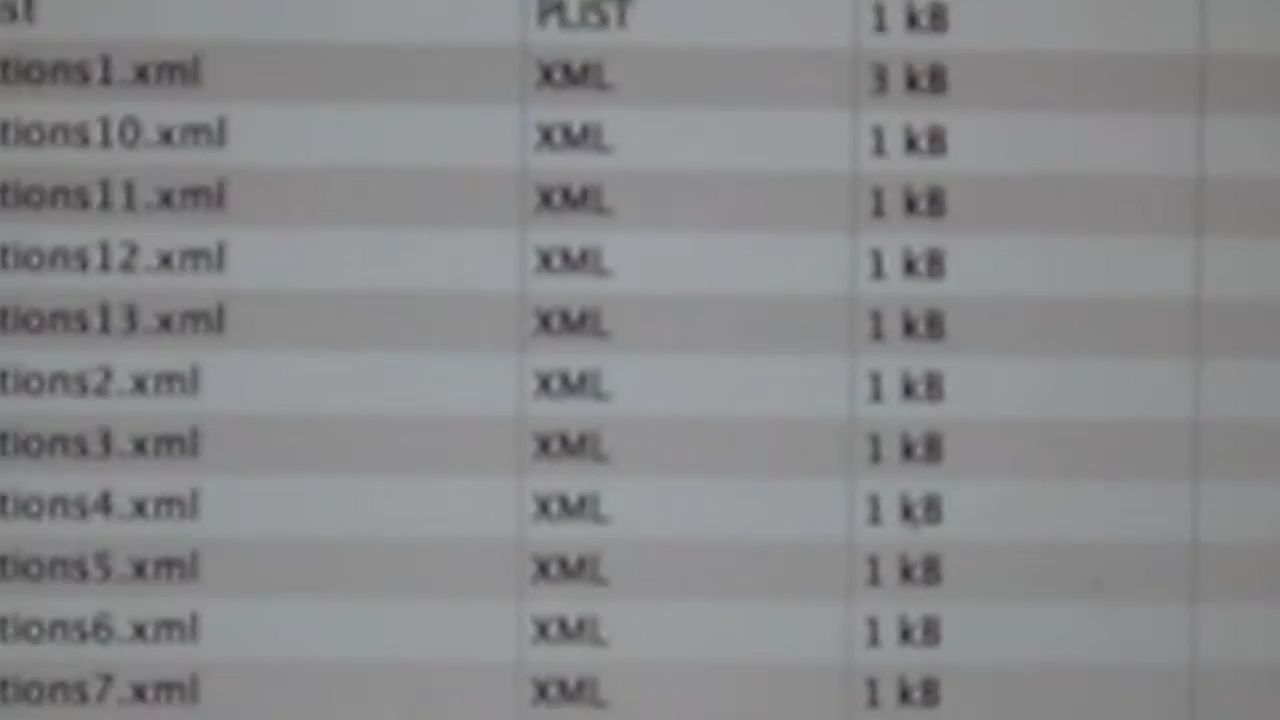 st PLIST 1 kB
tions1.xml XML 3 kB
tions10.xml XML 1 kB
tions11.xml XML 1 kB
tions12.xml XML 1 kB
tions13.xml XML 1 kB
tions2.xml XML 1 kB
tions3.xml XML 1 kB
tions4.xml XML 1 kB
tions5.xml XML 1 kB
tions6.xml XML 1 kB
tions7.xml XML 1 kB